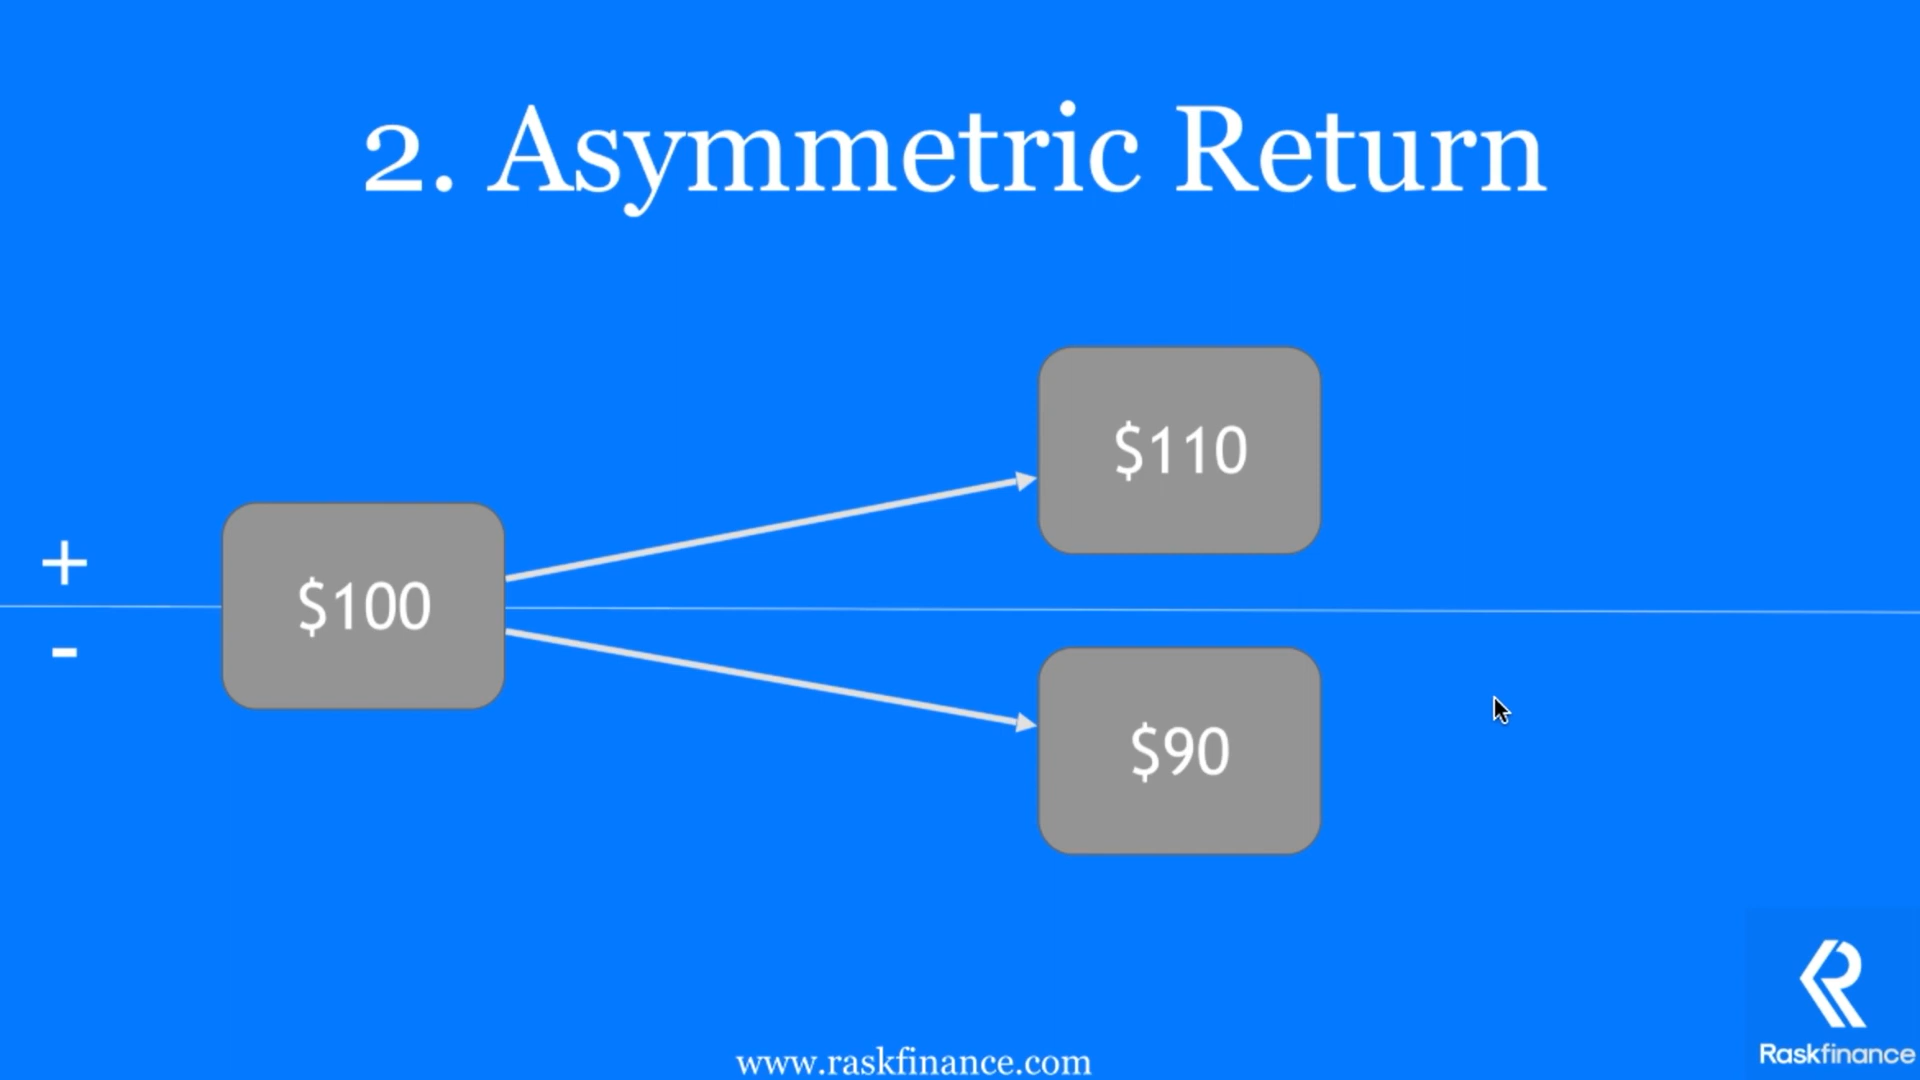 2. Asymmetric Return
$110
+
$100
-
$90
www.raskfinance.com
Raskfinance